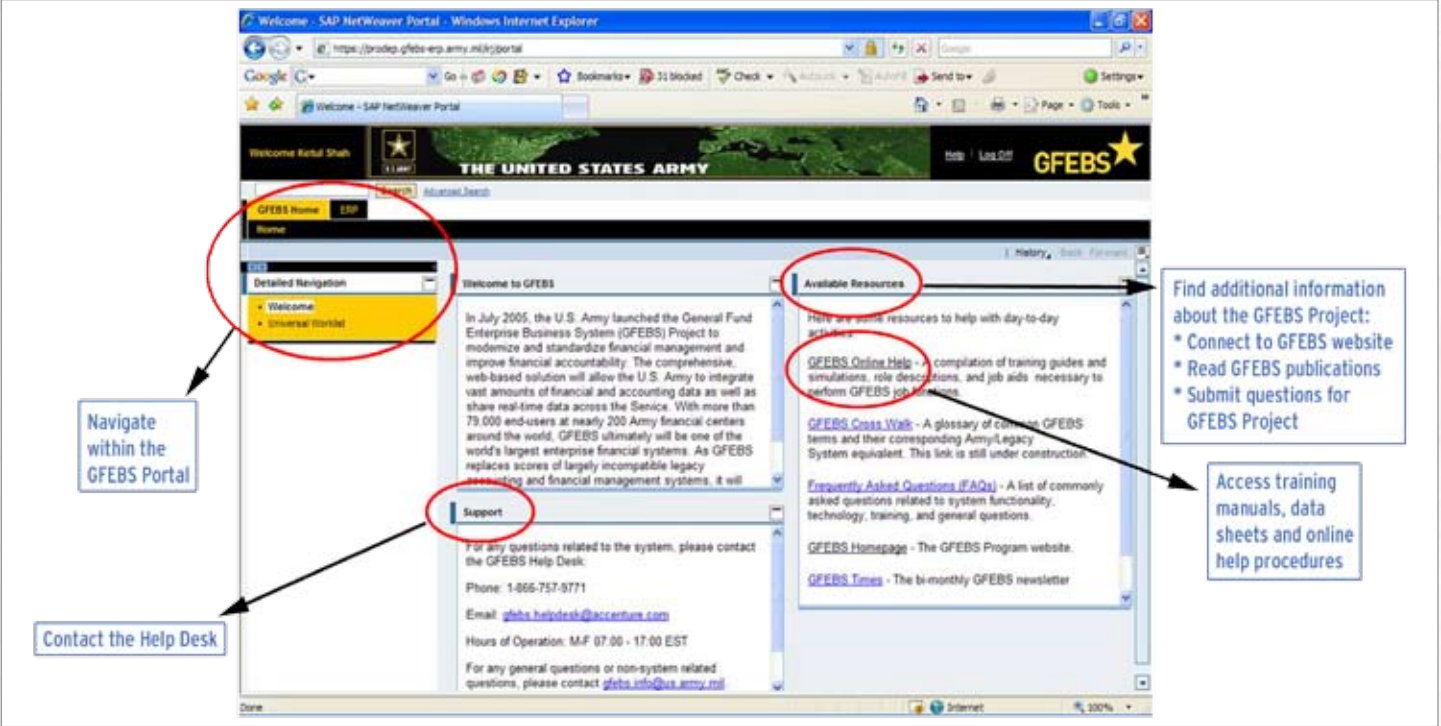 Welcome - SAP NetWeaver Portal - Windows Internet Explorer
https://prodep.gfebs-erp.army.mil/irj/portal
Google
Google
Go
Bookmarks
31 blocked
Check
AutoLink
AutoFill
Send to
Settings
Welcome - SAP NetWeaver Portal
Page
Tools
Welcome Ketul Shah
THE UNITED STATES ARMY
Help
Log Off
GFEBS
Search
Advanced Search
GFEBS Home
ERP
Home
History
Back
Forward
Detailed Navigation
Welcome
Universal Worklist
Navigate
within the
GFEBS Portal
Welcome to GFEBS
In July 2005, the U.S. Army launched the General Fund
Enterprise Business System (GFEBS) Project to
modernize and standardize financial management and
improve financial accountability. The comprehensive,
web-based solution will allow the U.S. Army to integrate
vast amounts of financial and accounting data as well as
share real-time data across the Service. With more than
79,000 end-users at nearly 200 Army financial centers
around the world, GFEBS ultimately will be one of the
world's largest enterprise financial systems. As GFEBS
replaces scores of largely incompatible legacy
accounting and financial management systems, it will
Support
For any questions related to the system, please contact
the GFEBS Help Desk:
Phone: 1-866-757-9771
Email: gfebs.helpdesk@accenture.com
Hours of Operation: M-F 07:00 - 17:00 EST
For any general questions or non-system related
questions, please contact gfebs.info@us.army.mil.
Contact the Help Desk
Available Resources
Here are some resources to help with day-to-day
activities
GFEBS Online Help - A compilation of training guides and
simulations, role descriptions, and job aids necessary to
perform GFEBS job functions.
GFEBS Cross Walk - A glossary of common GFEBS
terms and their corresponding Army/Legacy
System equivalent. This link is still under construction
Frequently Asked Questions (FAQs) - A list of commonly
asked questions related to system functionality,
technology, training, and general questions.
GFEBS Homepage - The GFEBS Program website.
GFEBS Times - The bi-monthly GFEBS newsletter
Find additional information
about the GFEBS Project:
* Connect to GFEBS website
* Read GFEBS publications
* Submit questions for
GFEBS Project
Access training
manuals, data
sheets and online
help procedures
Done
Internet
100%